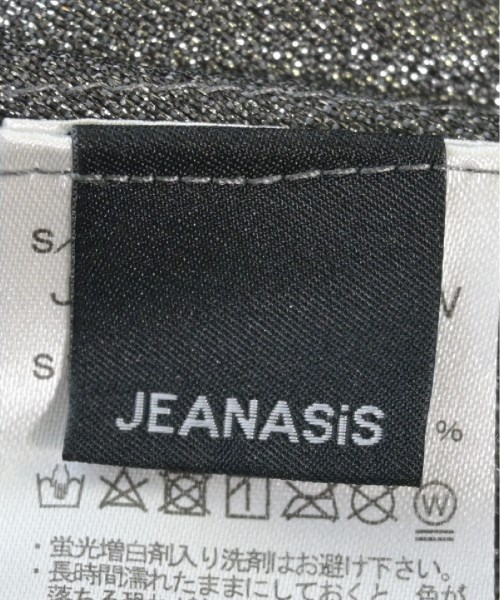 S/
J
V
S
JEANASiS
%
W
・蛍光増白剤入り洗剤はお避け下さい。
・長時間濡れたままにしておくと、色が